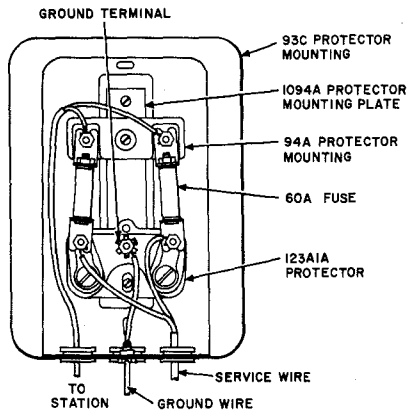 GROUND TERMINAL
93C PROTECTOR
MOUNTING
1094A PROTECTOR
MOUNTING PLATE
94A PROTECTOR
MOUNTING
60A FUSE
123A1A
PROTECTOR
SERVICE WIRE
TO
STATION
GROUND WIRE